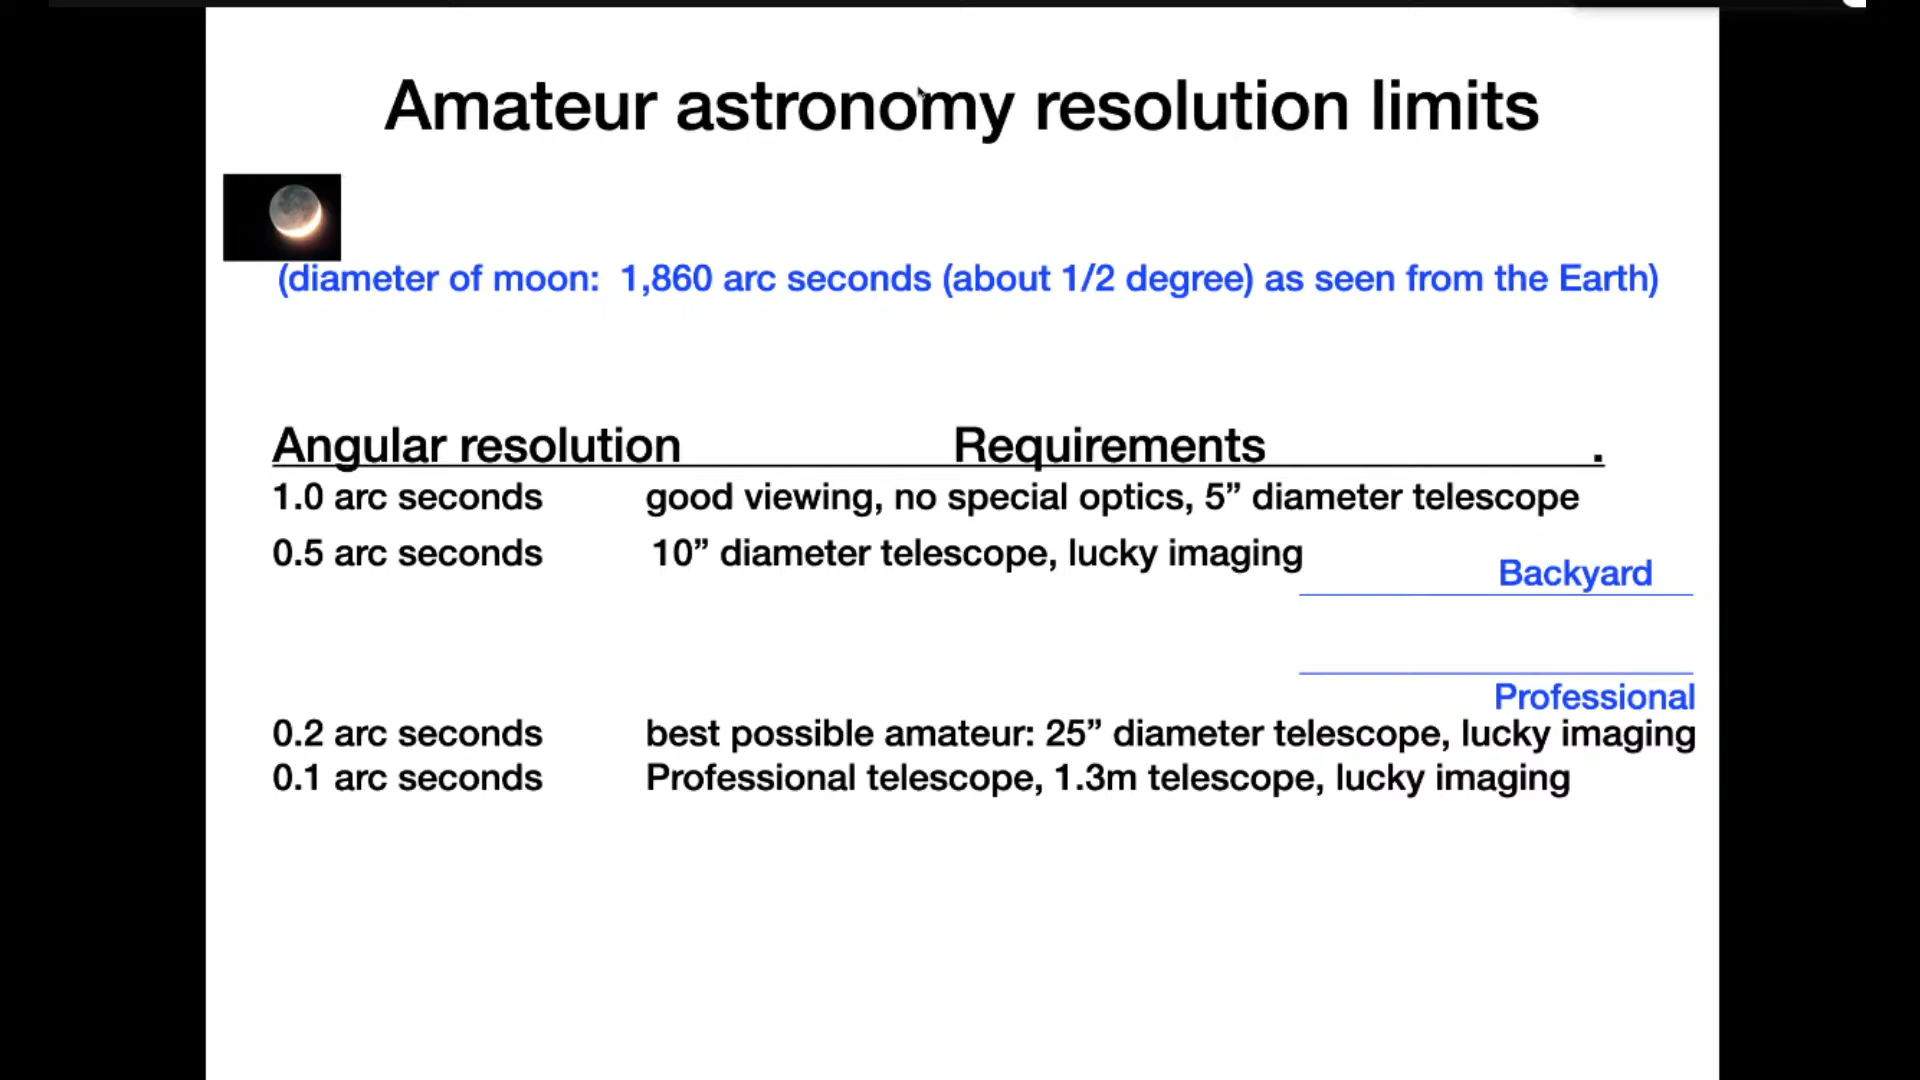 Amateur astronomy resolution limits
(diameter of moon:  1,860 arc seconds (about 1/2 degree) as seen from the Earth)
Angular resolution Requirements .
1.0 arc seconds good viewing, no special optics, 5” diameter telescope
0.5 arc seconds 10” diameter telescope, lucky imaging
Backyard
Professional
0.2 arc seconds best possible amateur: 25” diameter telescope, lucky imaging
0.1 arc seconds Professional telescope, 1.3m telescope, lucky imaging